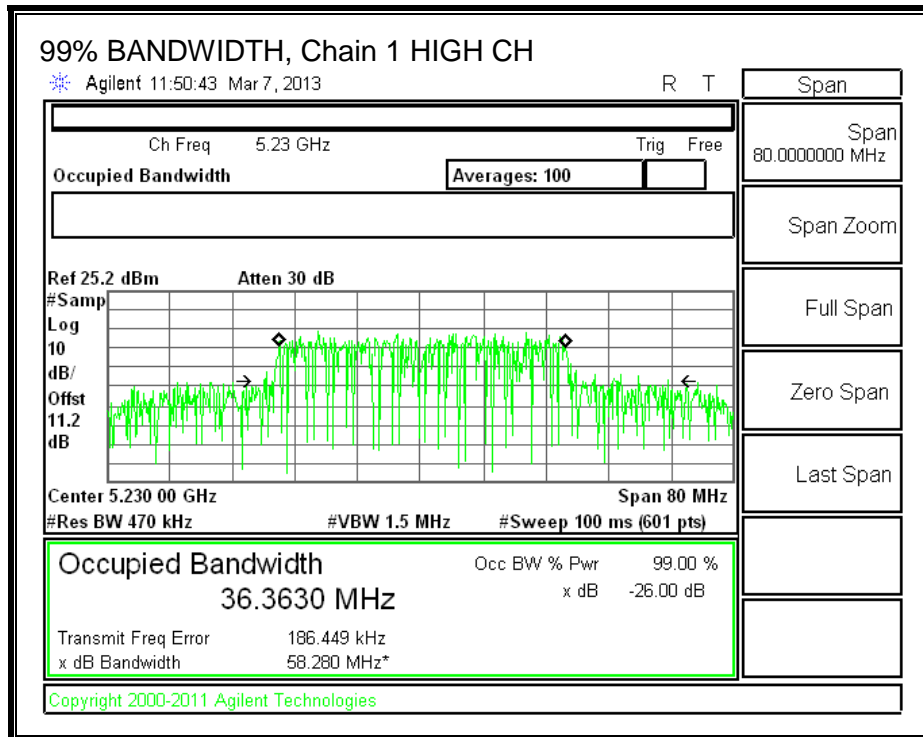 99% BANDWIDTH, Chain 1 HIGH CH
Agilent 11:50:43 Mar 7, 2013 R T
Span
Ch Freq 5.23 GHz Trig Free
Span
80.0000000 MHz
Occupied Bandwidth Averages: 100
Span Zoom
Ref 25.2 dBm Atten 30 dB
#Samp
Log
10
dB/
Offst
11.2
dB
Full Span
Zero Span
Last Span
Center 5.230 00 GHz Span 80 MHz
#Res BW 470 kHz #VBW 1.5 MHz #Sweep 100 ms (601 pts)
Occupied Bandwidth Occ BW % Pwr 99.00 %
36.3630 MHz x dB -26.00 dB
Transmit Freq Error 186.449 kHz
x dB Bandwidth 58.280 MHz*
Copyright 2000-2011 Agilent Technologies